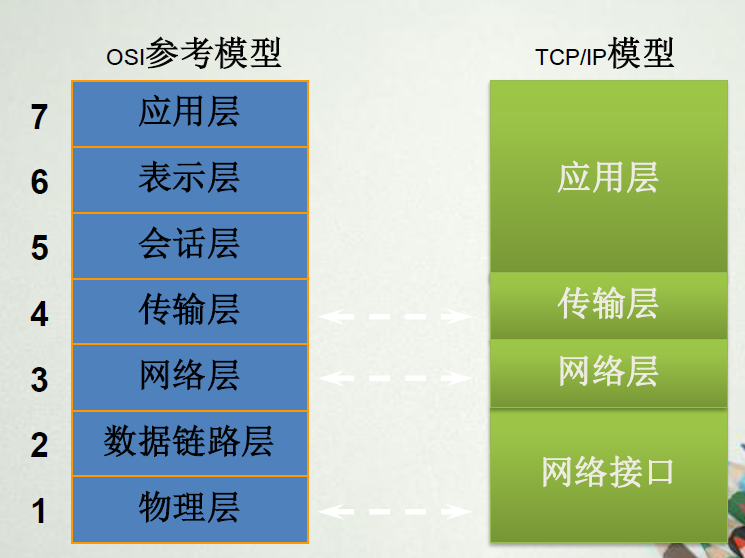 OSI参考模型
7 应用层
6 表示层
5 会话层
4 传输层
3 网络层
2 数据链路层
1 物理层
TCP/IP模型
应用层
传输层
网络层
网络接口